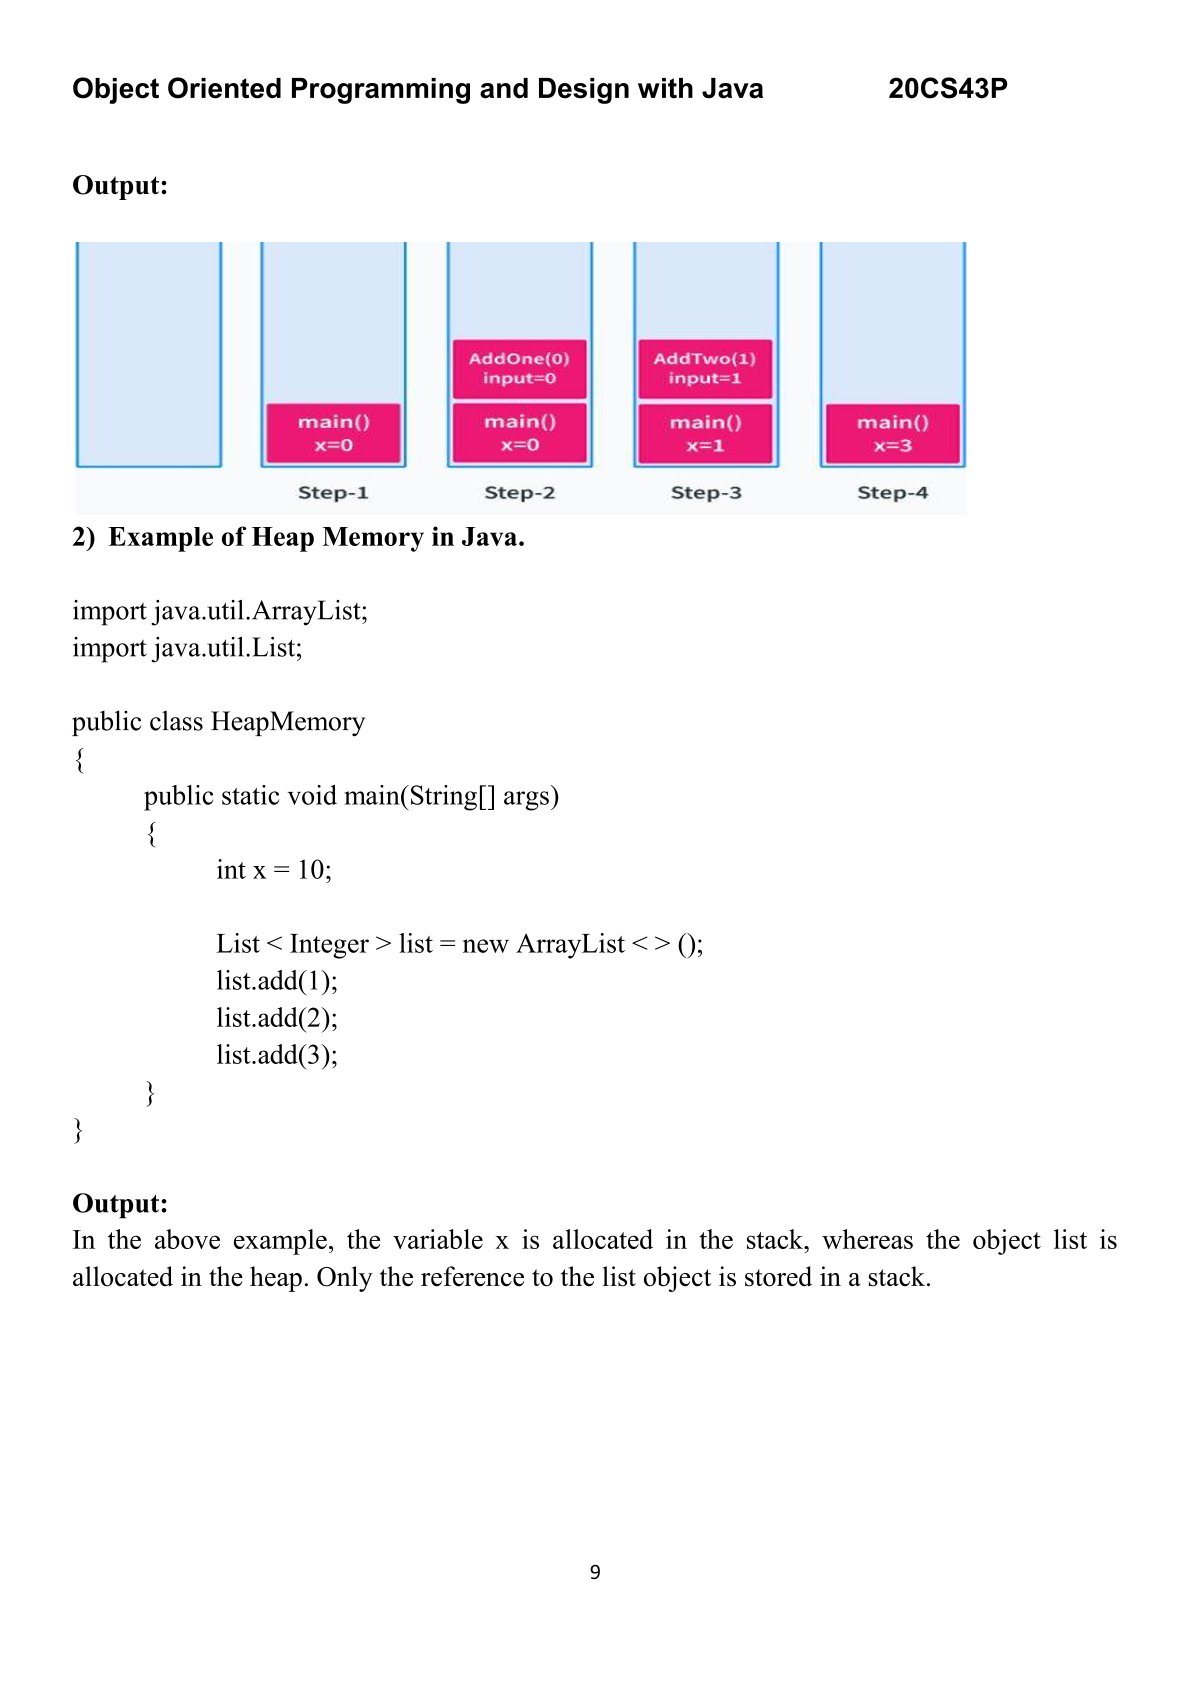 Object Oriented Programming and Design with Java 20CS43P
Output:
AddOne(0) AddTwo(1)
input=0 input=1
main() main() main() main()
x=0 x=0 x=1 x=3
Step-1 Step-2 Step-3 Step-4
2) Example of Heap Memory in Java.
import java.util.ArrayList;
import java.util.List;
public class HeapMemory
{
public static void main(String[] args)
{
int x = 10;
List < Integer > list = new ArrayList < > ();
list.add(1);
list.add(2);
list.add(3);
}
}
Output:
In the above example, the variable x is allocated in the stack, whereas the object list is
allocated in the heap. Only the reference to the list object is stored in a stack.
9